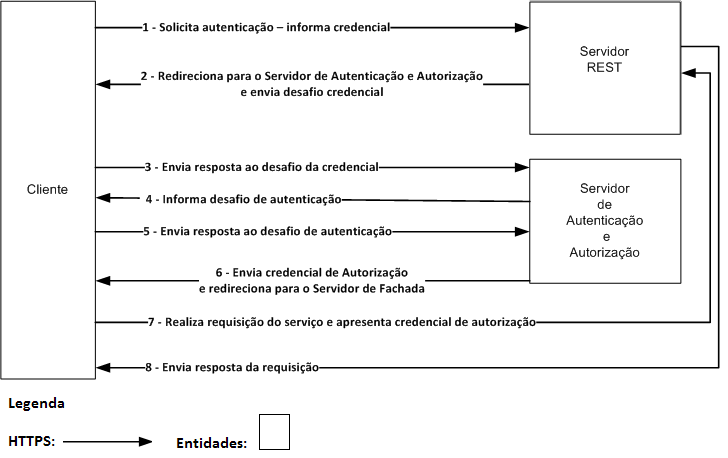 1 - Solicita autenticação – informa credencial
Servidor
REST
2 - Redireciona para o Servidor de Autenticação e Autorização
e envia desafio credencial
Cliente
3 - Envia resposta ao desafio da credencial
4 - Informa desafio de autenticação
5 - Envia resposta ao desafio de autenticação
Servidor
de
Autenticação
e
Autorização
6 - Envia credencial de Autorização
e redireciona para o Servidor de Fachada
7 - Realiza requisição do serviço e apresenta credencial de autorização
8 - Envia resposta da requisição
Legenda
HTTPS:
Entidades: